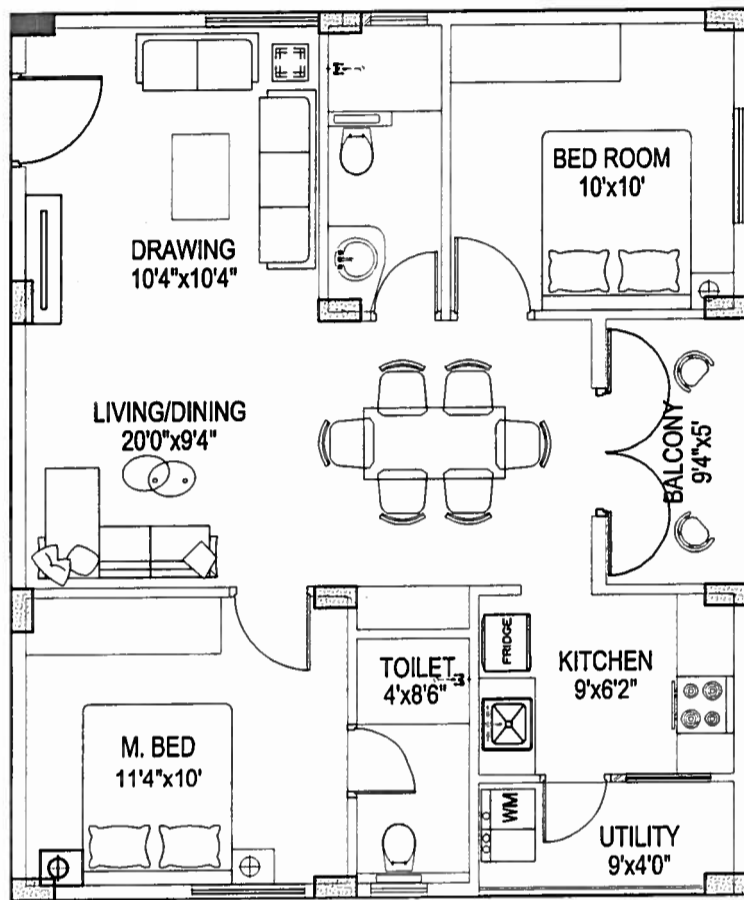 BED ROOM
10'x10'
DRAWING
10'4"x10'4"
LIVING/DINING
20'0"x9'4"
BALCONY
9'4"x5'
FRIDGE
KITCHEN
9'x6'2"
TOILET
4'x8'6"
M. BED
11'4"x10'
WM
UTILITY
9'x4'0"